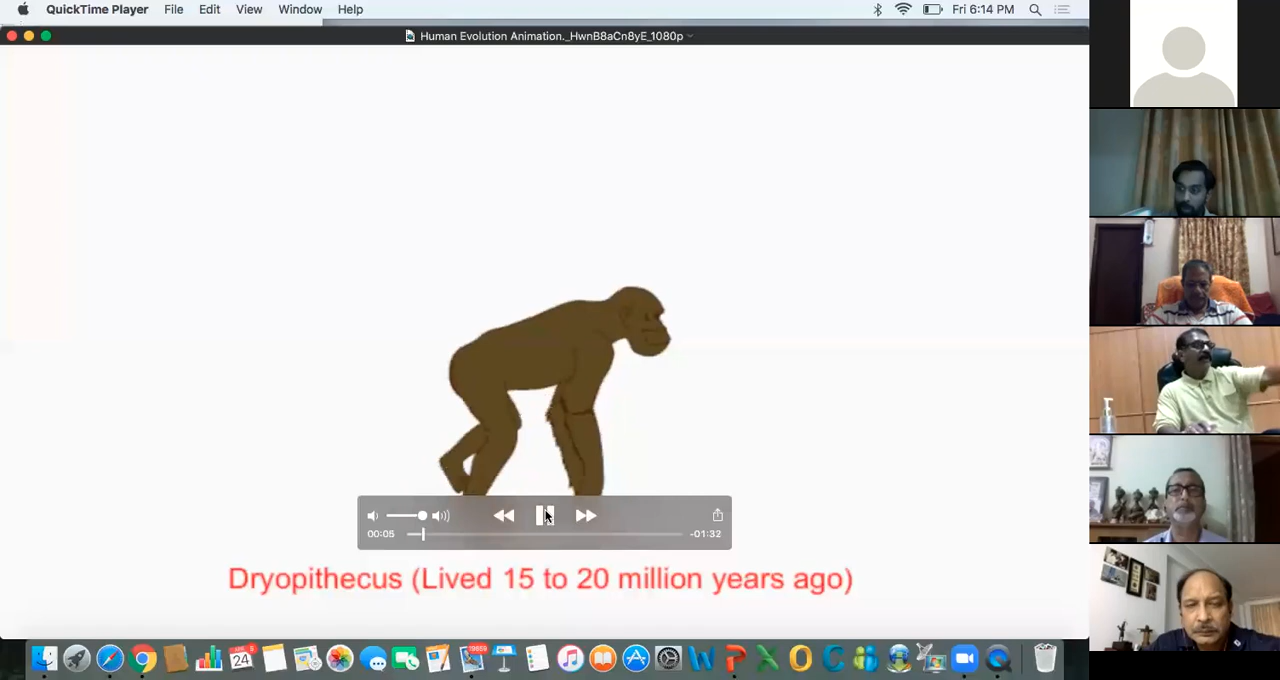 QuickTime Player File Edit View Window Help Fri 6:14 PM
Human Evolution Animation._HwnB8aCn8yE_1080p
00:05 -01:32
Dryopithecus (Lived 15 to 20 million years ago)
24